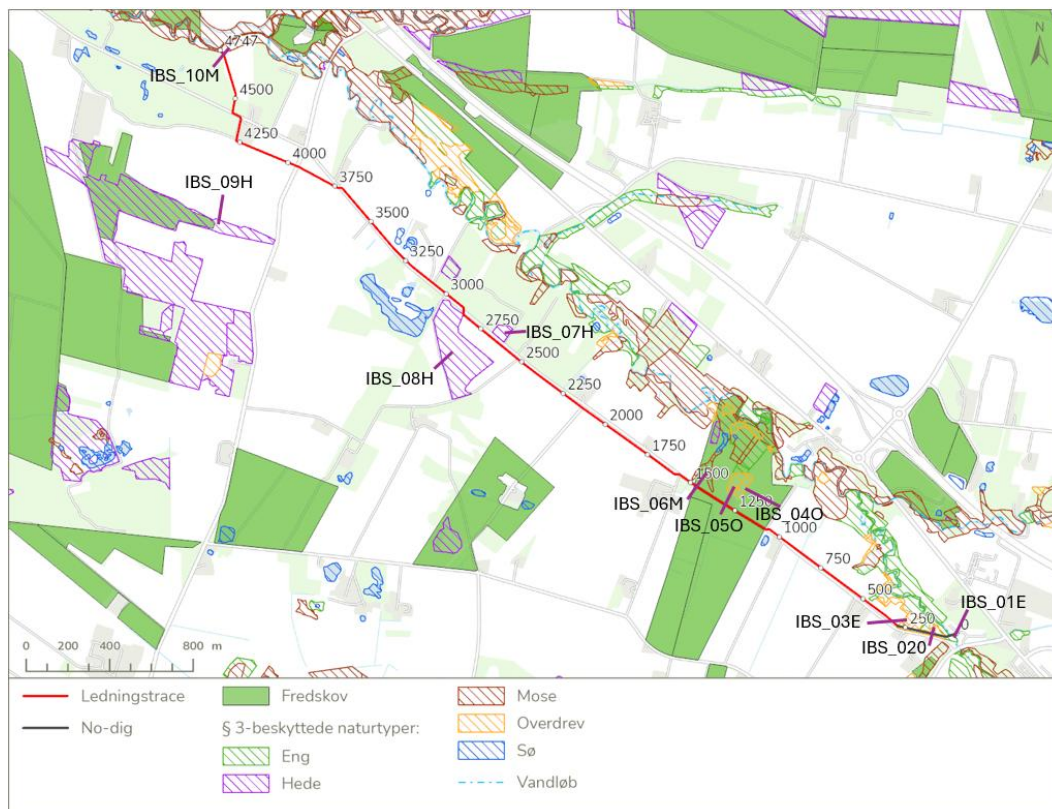 N
4747
IBS_10M
4500
4250
4000
IBS_09H
3750
3500
3250
3000
2750
IBS_07H
2500
IBS_08H
2250
2000
1750
1500
IBS_06M
1250
IBS_04O
IBS_05O
1000
750
500
IBS_01E
IBS_03E
250
0
IBS_020
0 200 400 800 m
Ledningstrace
No-dig
Fredskov
§ 3-beskyttede naturtyper:
Eng
Hede
Mose
Overdrev
Sø
Vandløb